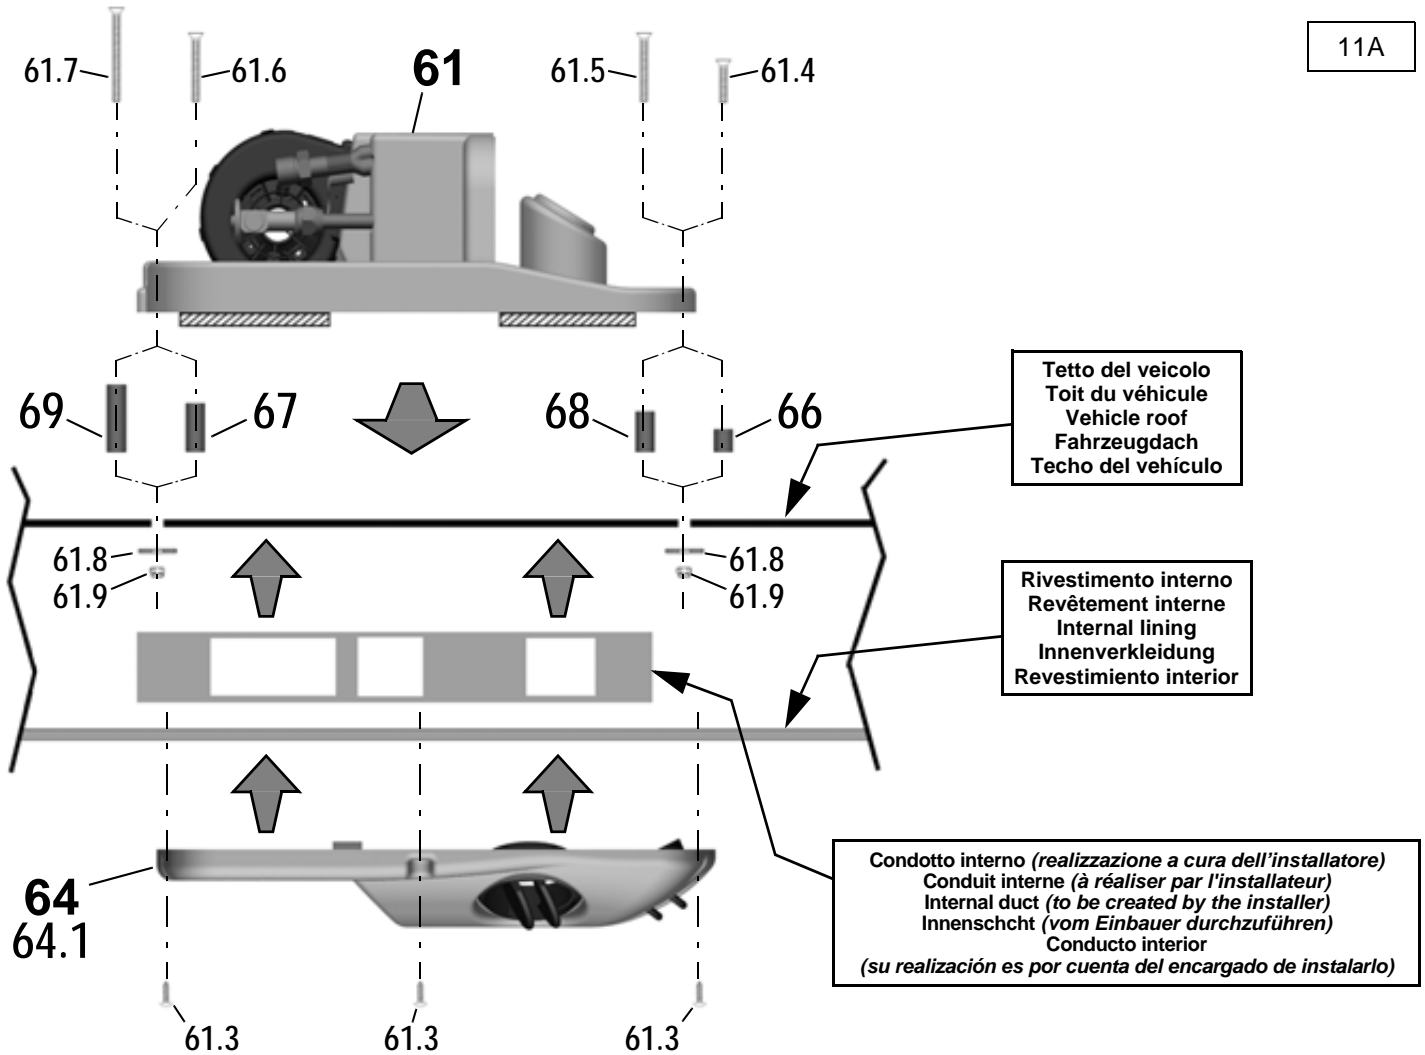 11A
61.7
61.6
61
61.5
61.4
69
67
68
66
Tetto del veicolo
Toit du véhicule
Vehicle roof
Fahrzeugdach
Techo del vehículo
61.8
61.8
61.9
61.9
Rivestimento interno
Revêtement interne
Internal lining
Innenverkleidung
Revestimiento interior
Condotto interno (realizzazione a cura dell'installatore)
Conduit interne (à réaliser par l'installateur)
Internal duct (to be created by the installer)
Innenschcht (vom Einbauer durchzuführen)
Conducto interior
(su realización es por cuenta del encargado de instalarlo)
64
64.1
61.3
61.3
61.3